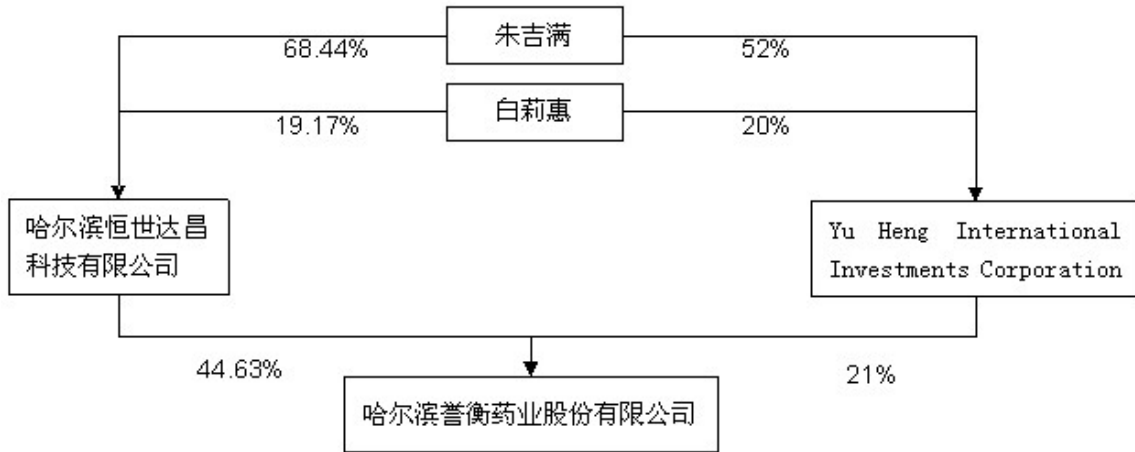 朱吉满
68.44%
52%
白莉惠
19.17%
20%
哈尔滨恒世达昌
科技有限公司
Yu Heng International
Investments Corporation
44.63%
21%
哈尔滨誉衡药业股份有限公司